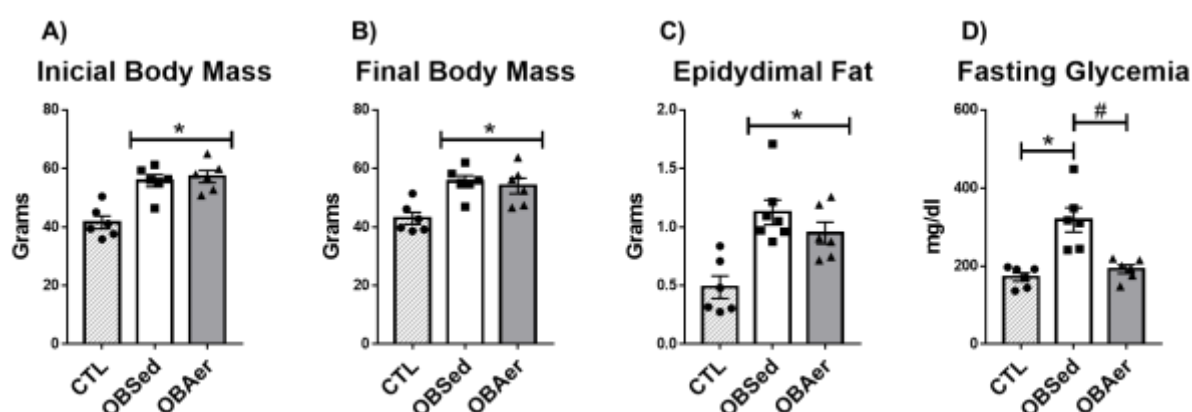 A)
Inicial Body Mass
80
60
40
20
0
Grams
*
CTL
OBSed
OBAer
B)
Final Body Mass
80
60
40
20
0
Grams
*
CTL
OBSed
OBAer
C)
Epidydimal Fat
2.0
1.5
1.0
0.5
0.0
Grams
*
CTL
OBSed
OBAer
D)
Fasting Glycemia
600
400
200
0
mg/dl
*
#
CTL
OBSed
OBAer